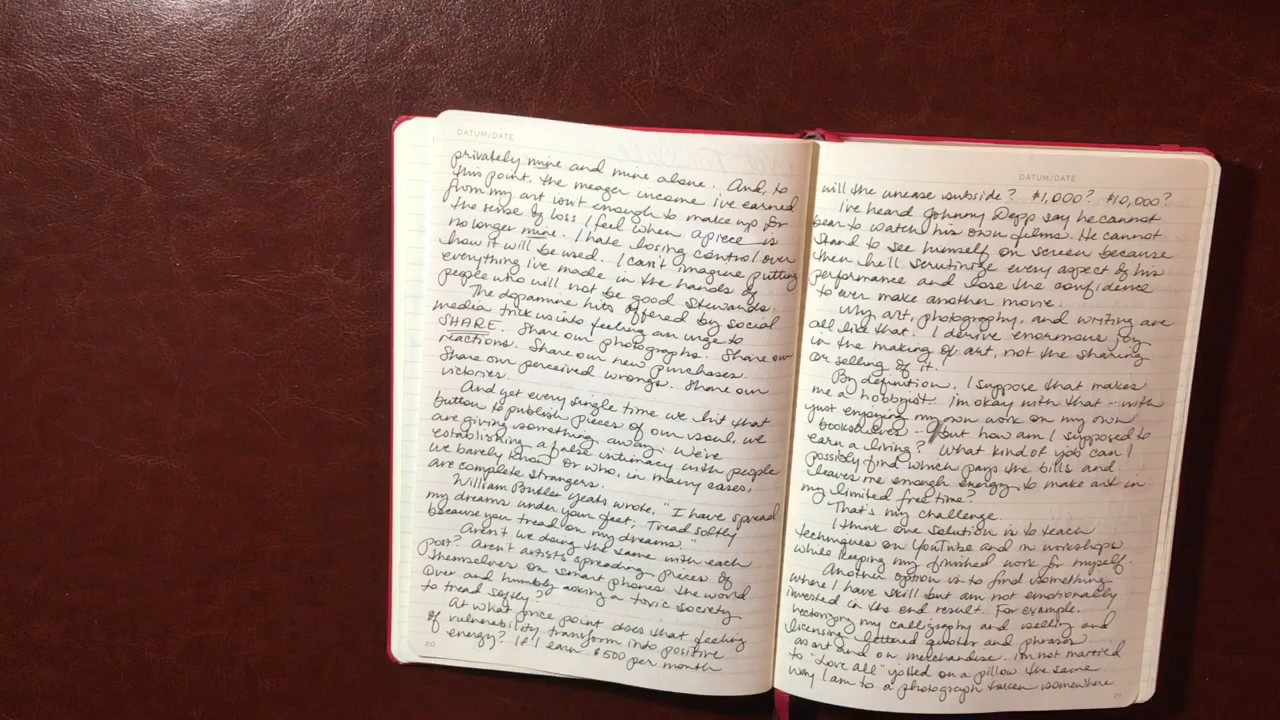 DATUM/DATE
privately mine and mine alone. And, to
this point, the meager income i've earned
from my art isn't enough to make up for
the sense of loss I feel when a piece is
no longer mine. I hate losing control over
how it will be used. I can't imagine putting
everything i've made in the hands of
people who will not be good stewards.
The dopamine hits offered by social
media trick us into feeling an urge to
SHARE. Share our photographs. Share our
reactions. Share our new purchases.
Share our perceived wrongs. Share our
victories.
And yet every single time we hit that
button to publish pieces of our soul, we
are giving something away. We've
establishing a false intimacy with people
we barely know or who, in many cases,
are complete strangers.
William Butler Yeats wrote, "I have spread
my dreams under your feet; Tread softly
because you tread on my dreams."
Aren't we doing the same with each
post? Aren't artists spreading pieces of
themselves on smart phones the world
over and humbly asking a toxic society
to tread softly?
At what price point does that feeling
of vulnerability transform into positive
energy? If I earn $500 per month
20
DATUM/DATE
will the unease subside? $1,000? $10,000?
I've heard Johnny Depp say he cannot
bear to watch his own films. He cannot
stand to see himself on screen because
then he'll scrutinize every aspect of his
performance and lose the confidence
to ever make another movie.
My art, photography, and writing are
all like that. I derive enormous joy
in the making of art, not the sharing
or selling of it.
By definition, I suppose that makes
me a hobbyist. i'm okay with that -- with
just enjoying my own work on my own
bookshelves -- but how am I supposed to
earn a living? What kind of job can I
possibly find which pays the bills and
leaves me enough energy to make art in
my limited free time?
That's my challenge.
I think one solution is to teach
techniques on YouTube and in workshops
while keeping my finished work for myself.
Another option is to find something
where I have skill but am not emotionally
invested in the end result. For example,
vectorizing my calligraphy and selling and
licensing lettered quotes and phrases
as art and on merchandise. i'm not married
to "Love all" jotted on a pillow the same
way I am to a photograph taken somewhere
21